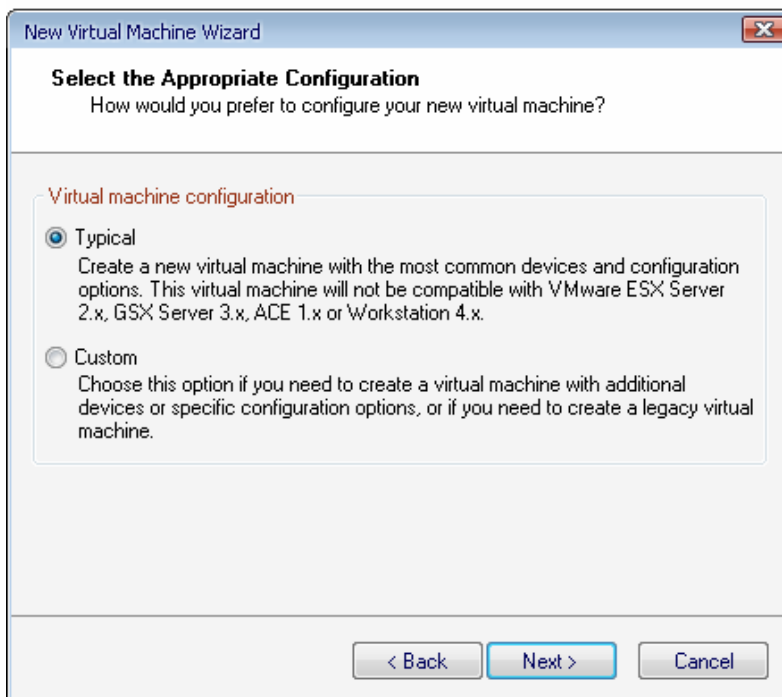 New Virtual Machine Wizard
Select the Appropriate Configuration
How would you prefer to configure your new virtual machine?
Virtual machine configuration
Typical
Create a new virtual machine with the most common devices and configuration
options. This virtual machine will not be compatible with VMware ESX Server
2.x, GSX Server 3.x, ACE 1.x or Workstation 4.x.
Custom
Choose this option if you need to create a virtual machine with additional
devices or specific configuration options, or if you need to create a legacy virtual
machine.
< Back Next > Cancel